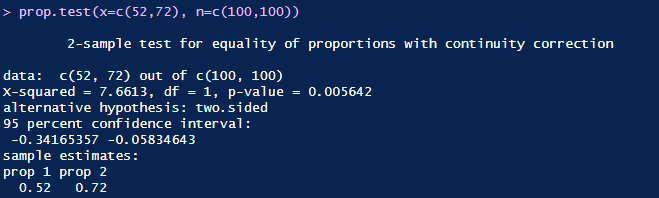 > prop.test(x=c(52,72), n=c(100,100))
2-sample test for equality of proportions with continuity correction
data:  c(52, 72) out of c(100, 100)
X-squared = 7.6613, df = 1, p-value = 0.005642
alternative hypothesis: two.sided
95 percent confidence interval:
-0.34165357 -0.05834643
sample estimates:
prop 1 prop 2
0.52   0.72